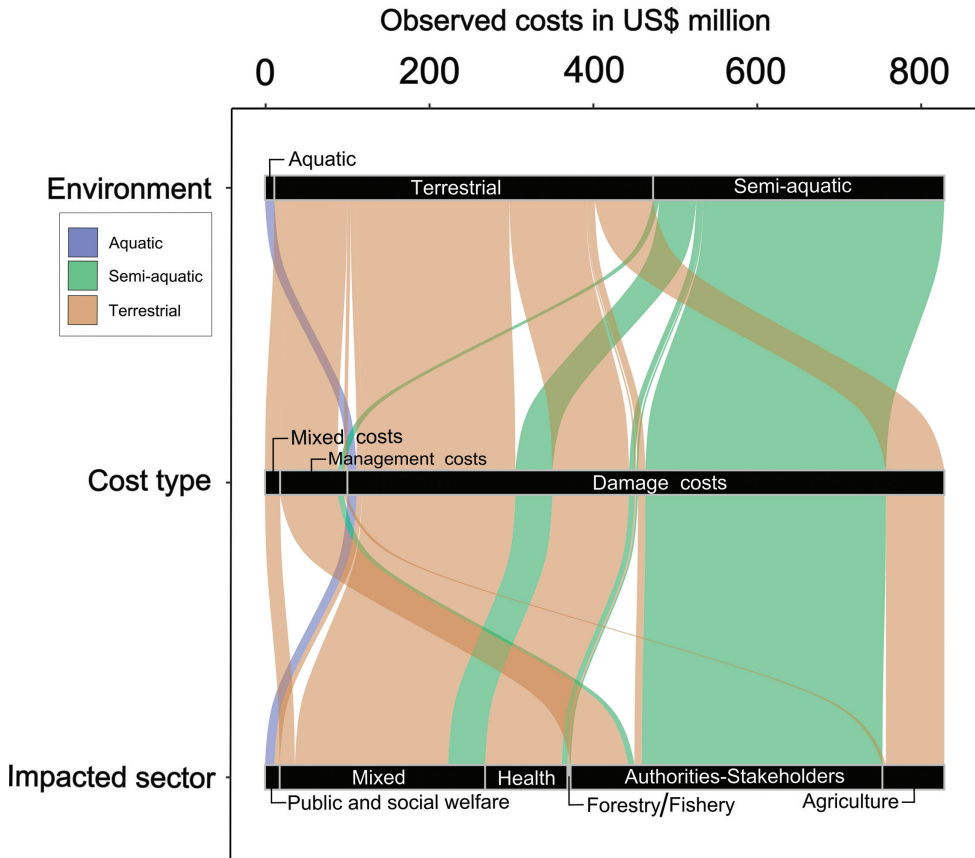 Observed costs in US$ million
0 200 400 600 800
Aquatic
Environment Terrestrial Semi-aquatic
Aquatic
Semi-aquatic
Terrestrial
Mixed costs
Management costs
Cost type Damage costs
Impacted sector Mixed Health Authorities-Stakeholders
Public and social welfare Forestry/Fishery Agriculture